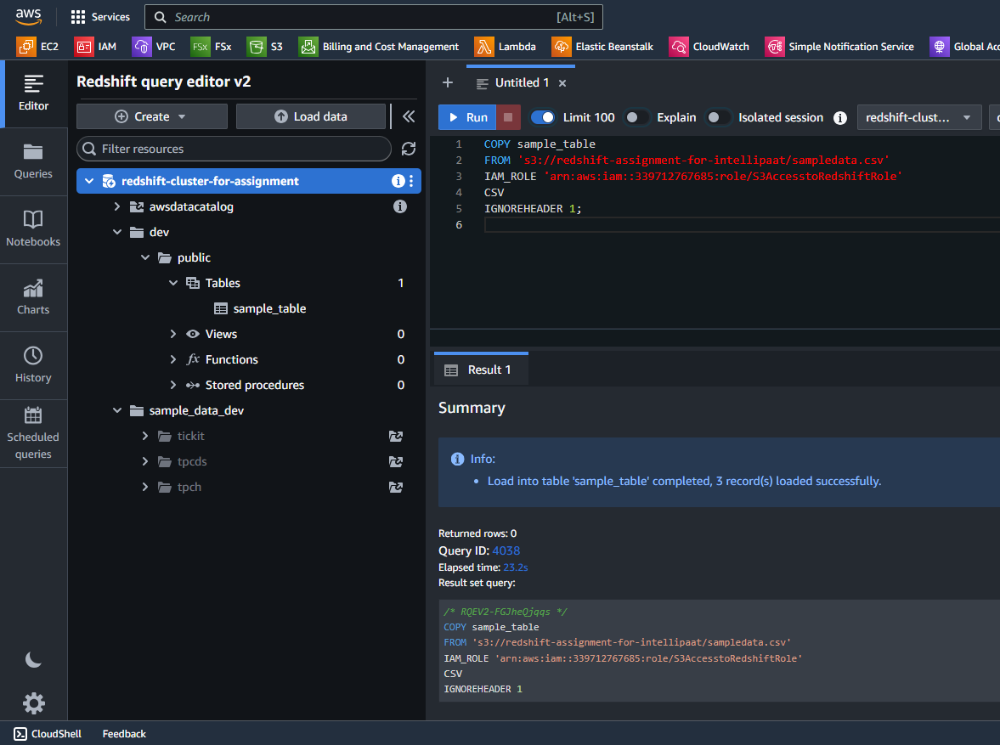 aws
Services
Search
[Alt+S]
EC2
IAM
VPC
FSx
FSx
S3
Billing and Cost Management
Lambda
Elastic Beanstalk
CloudWatch
Simple Notification Service
Global Acc
Editor
Queries
Notebooks
Charts
History
Scheduled
queries
Redshift query editor v2
Create
Load data
Filter resources
redshift-cluster-for-assignment
awsdatacatalog
dev
public
Tables 1
sample_table
Views 0
Functions 0
Stored procedures 0
sample_data_dev
tickit
tpcds
tpch
Untitled 1
Run
Limit 100
Explain
Isolated session
redshift-clust...
1 COPY sample_table
2 FROM 's3://redshift-assignment-for-intellipaat/sampledata.csv'
3 IAM_ROLE 'arn:aws:iam::339712767685:role/S3AccesstoRedshiftRole'
4 CSV
5 IGNOREHEADER 1;
6
Result 1
Summary
Info:
• Load into table 'sample_table' completed, 3 record(s) loaded successfully.
Returned rows: 0
Query ID: 4038
Elapsed time: 23.2s
Result set query:
/* RQEV2-FGJheQjqqs */
COPY sample_table
FROM 's3://redshift-assignment-for-intellipaat/sampledata.csv'
IAM_ROLE 'arn:aws:iam::339712767685:role/S3AccesstoRedshiftRole'
CSV
IGNOREHEADER 1
CloudShell
Feedback